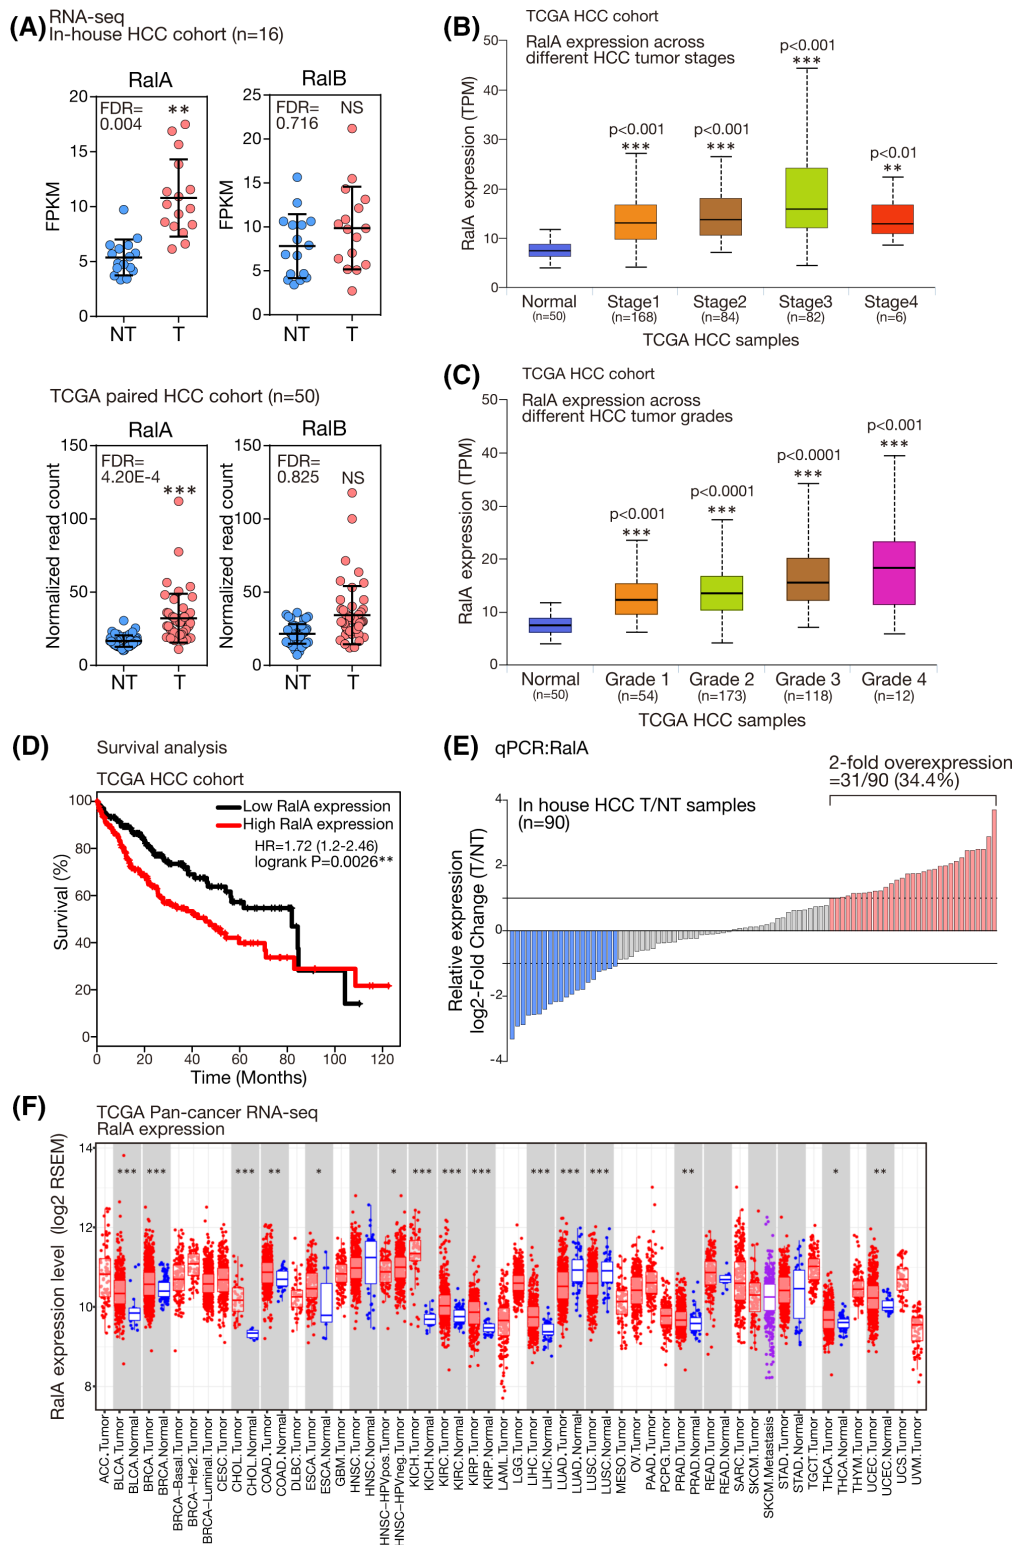 (A)
RNA-seq
In-house HCC cohort (n=16)
RalA
FPKM
20
15
10
5
0
FDR=
0.004
**
NT
T
RalB
FPKM
25
20
15
10
5
0
FDR=
0.716
NS
NT
T
TCGA paired HCC cohort (n=50)
RalA
Normalized read count
150
100
50
0
FDR=
4.20E-4
***
NT
T
RalB
Normalized read count
150
100
50
0
FDR=
0.825
NS
NT
T
(B)
TCGA HCC cohort
RalA expression across
different HCC tumor stages
RalA expression (TPM)
50
40
30
20
10
0
p<0.001
***
p<0.001
***
p<0.001
***
p<0.01
**
Normal
(n=50)
Stage1
(n=168)
Stage2
(n=84)
Stage3
(n=82)
Stage4
(n=6)
TCGA HCC samples
(C)
TCGA HCC cohort
RalA expression across
different HCC tumor grades
RalA expression (TPM)
50
40
30
20
10
0
p<0.001
***
p<0.0001
***
p<0.0001
***
p<0.001
***
Normal
(n=50)
Grade 1
(n=54)
Grade 2
(n=173)
Grade 3
(n=118)
Grade 4
(n=12)
TCGA HCC samples
(D)
Survival analysis
TCGA HCC cohort
Survival (%)
100
80
60
40
20
0
Low RalA expression
High RalA expression
HR=1.72 (1.2-2.46)
logrank P=0.0026**
0 20 40 60 80 100 120
Time (Months)
(E)
qPCR:RalA
2-fold overexpression
=31/90 (34.4%)
In house HCC T/NT samples
(n=90)
Relative expression
log2-Fold Change (T/NT)
4
2
0
-2
-4
(F)
TCGA Pan-cancer RNA-seq
RalA expression
RalA expression level (log2 RSEM)
14
12
10
8
*** *** *** ** * * *** *** *** *** *** *** ** * **
ACC.Tumor
BLCA.Tumor
BLCA.Normal
BRCA.Tumor
BRCA.Normal
BRCA-Basal.Tumor
BRCA-Her2.Tumor
BRCA-Luminal.Tumor
CESC.Tumor
CHOL.Tumor
CHOL.Normal
COAD.Tumor
COAD.Normal
DLBC.Tumor
ESCA.Tumor
ESCA.Normal
GBM.Tumor
HNSC.Tumor
HNSC.Normal
HNSC-HPVpos.Tumor
HNSC-HPVneg.Tumor
KICH.Tumor
KICH.Normal
KIRC.Tumor
KIRC.Normal
KIRP.Tumor
KIRP.Normal
LAML.Tumor
LGG.Tumor
LIHC.Tumor
LIHC.Normal
LUAD.Tumor
LUAD.Normal
LUSC.Tumor
LUSC.Normal
MESO.Tumor
OV.Tumor
PAAD.Tumor
PCPG.Tumor
PRAD.Tumor
PRAD.Normal
READ.Tumor
READ.Normal
SARC.Tumor
SKCM.Tumor
SKCM.Metastasis
STAD.Tumor
STAD.Normal
TGCT.Tumor
THCA.Tumor
THCA.Normal
THYM.Tumor
UCEC.Tumor
UCEC.Normal
UCS.Tumor
UVM.Tumor